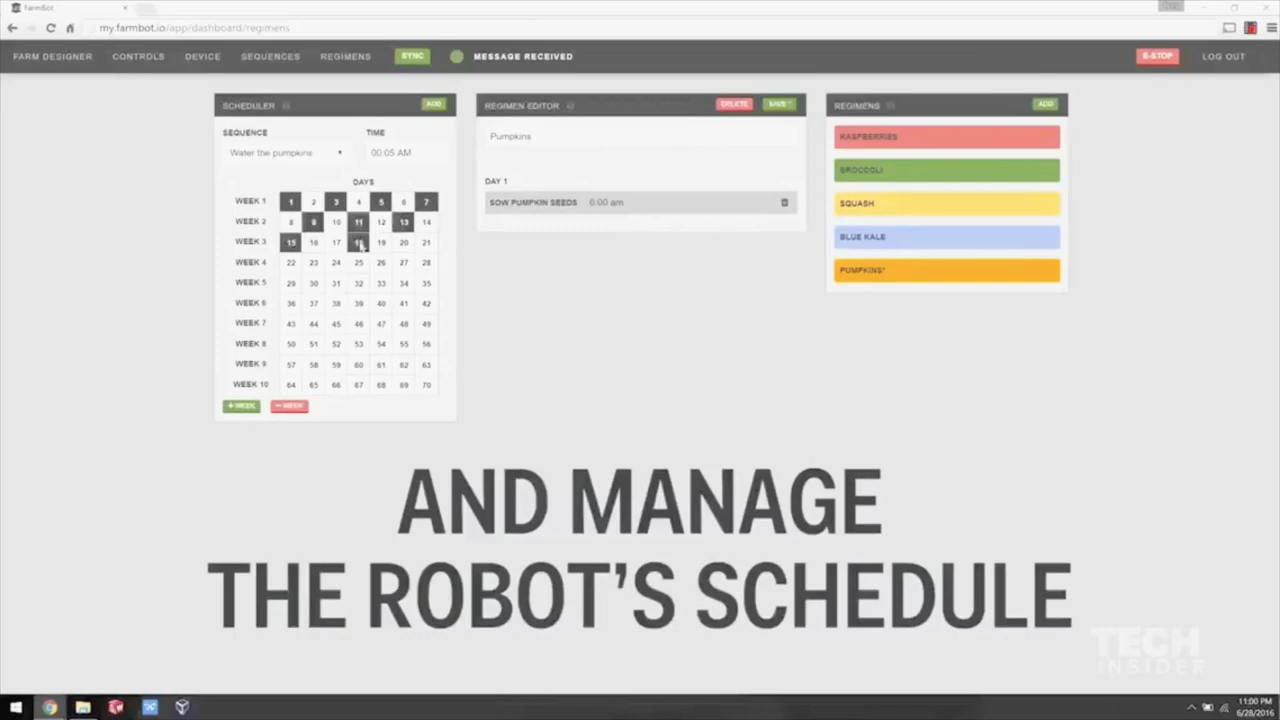 FarmBot
my.farmbot.io/app/dashboard/regimens
FARM DESIGNER CONTROLS DEVICE SEQUENCES REGIMENS SYNC MESSAGE RECEIVED E-STOP LOG OUT
SCHEDULER ADD
SEQUENCE TIME
Water the pumpkins 00:05 AM
DAYS
WEEK 1 1 2 3 4 5 6 7
WEEK 2 8 9 10 11 12 13 14
WEEK 3 15 16 17 18 19 20 21
WEEK 4 22 23 24 25 26 27 28
WEEK 5 29 30 31 32 33 34 35
WEEK 6 36 37 38 39 40 41 42
WEEK 7 43 44 45 46 47 48 49
WEEK 8 50 51 52 53 54 55 56
WEEK 9 57 58 59 60 61 62 63
WEEK 10 64 65 66 67 68 69 70
+ WEEK - WEEK
REGIMEN EDITOR DELETE SAVE *
Pumpkins
DAY 1
SOW PUMPKIN SEEDS 6:00 am
REGIMENS ADD
RASPBERRIES
BROCCOLI
SQUASH
BLUE KALE
PUMPKINS*
AND MANAGE
THE ROBOT'S SCHEDULE
TECH
INSIDER
11:00 PM
6/28/2016